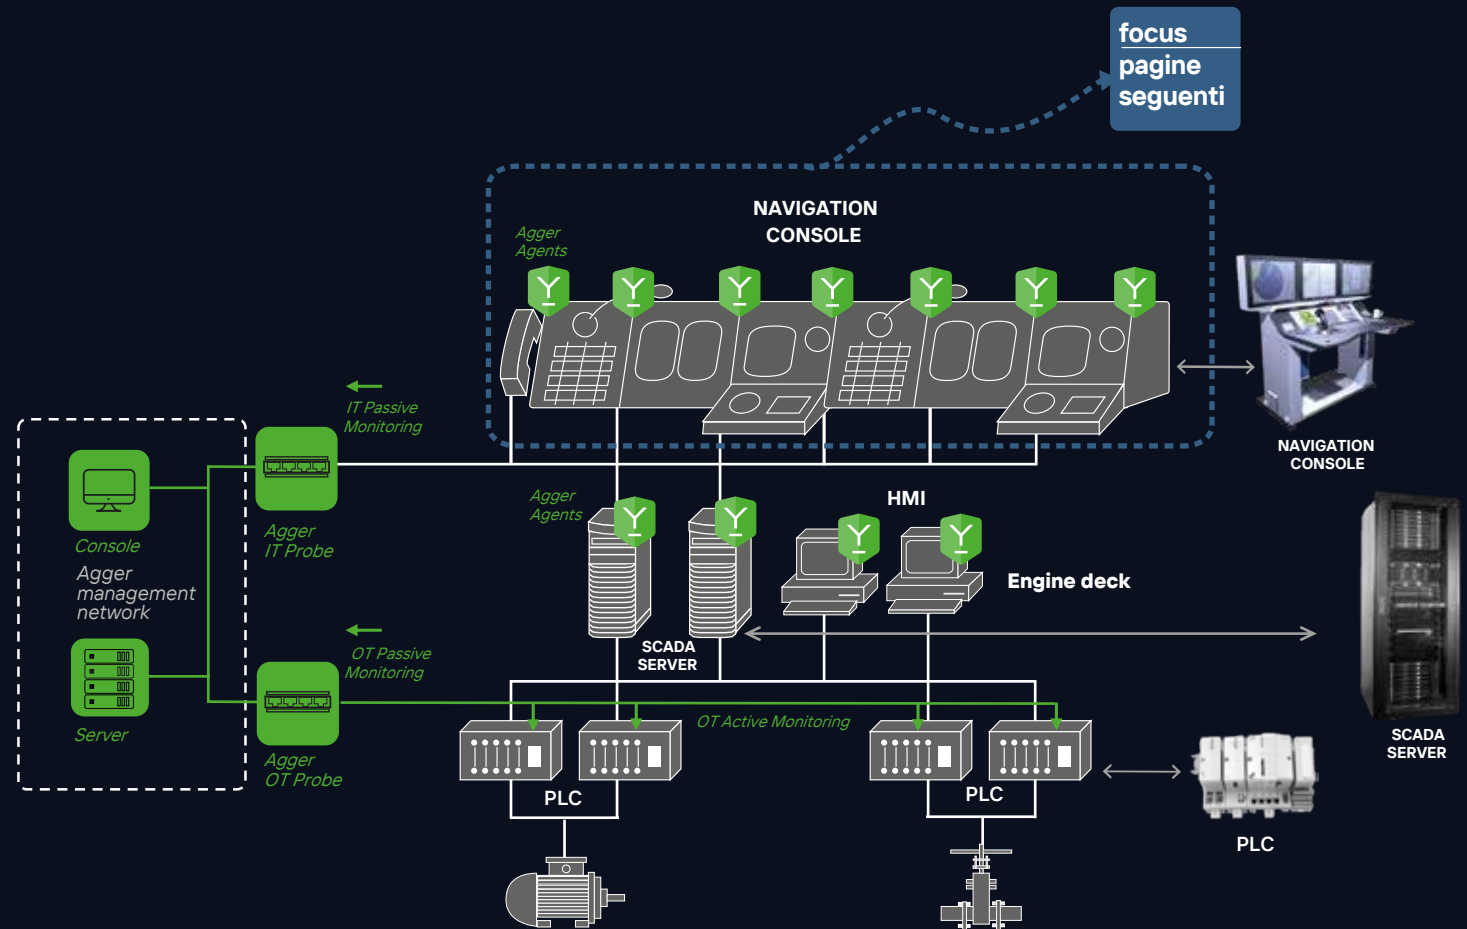 focus
pagine
seguenti
NAVIGATION
CONSOLE
Agger
Agents
IT Passive
Monitoring
NAVIGATION
CONSOLE
Agger
Agents
HMI
Console
Agger
IT Probe
Agger
management
network
Engine deck
SCADA
SERVER
OT Passive
Monitoring
Server
OT Active Monitoring
SCADA
SERVER
Agger
OT Probe
PLC
PLC
PLC